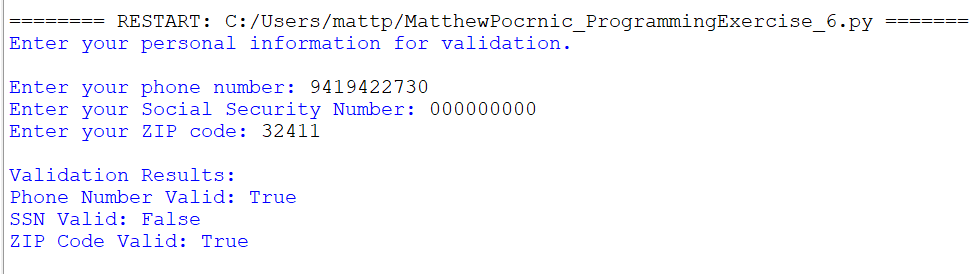 ======== RESTART: C:/Users/mattp/MatthewPocrnic_ProgrammingExercise_6.py =======
Enter your personal information for validation.
Enter your phone number: 9419422730
Enter your Social Security Number: 000000000
Enter your ZIP code: 32411
Validation Results:
Phone Number Valid: True
SSN Valid: False
ZIP Code Valid: True